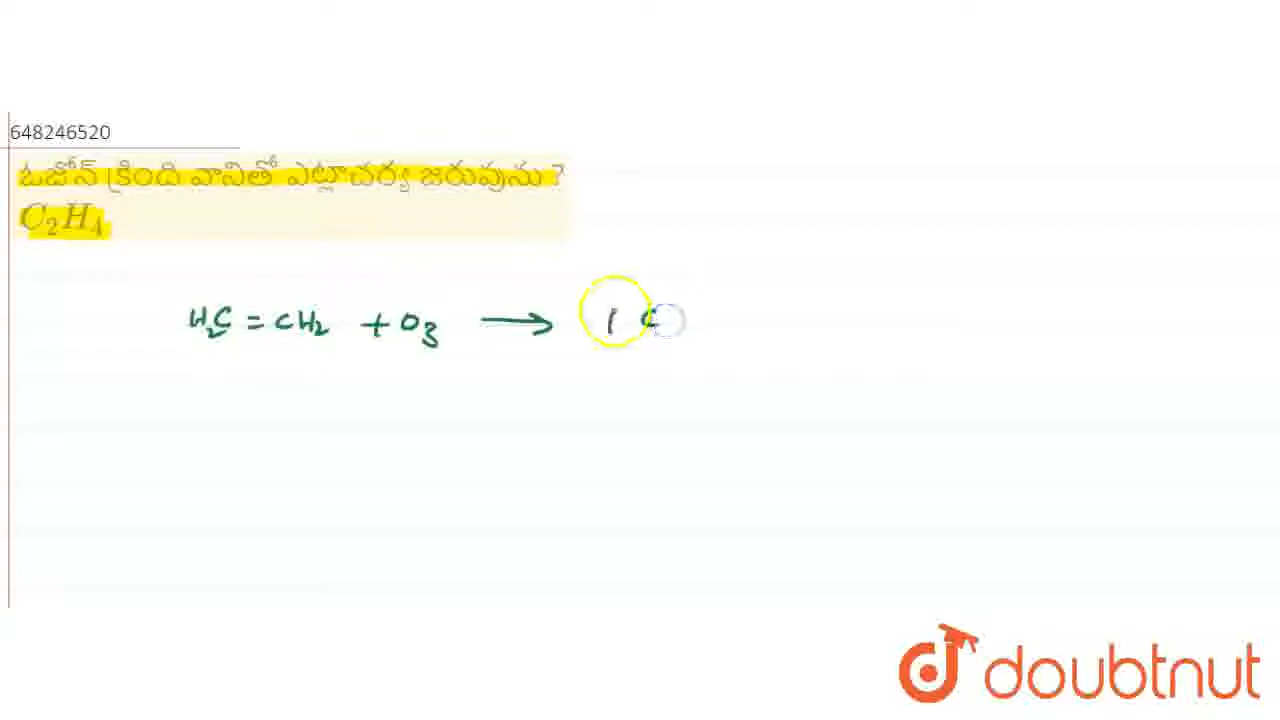 648246520
ఓజోన్ క్రింది వానితో ఎట్లాచర్య జరుపును ?
C₂H₄
H₂C = CH₂ + O₃ ⟶ C
doubtnut